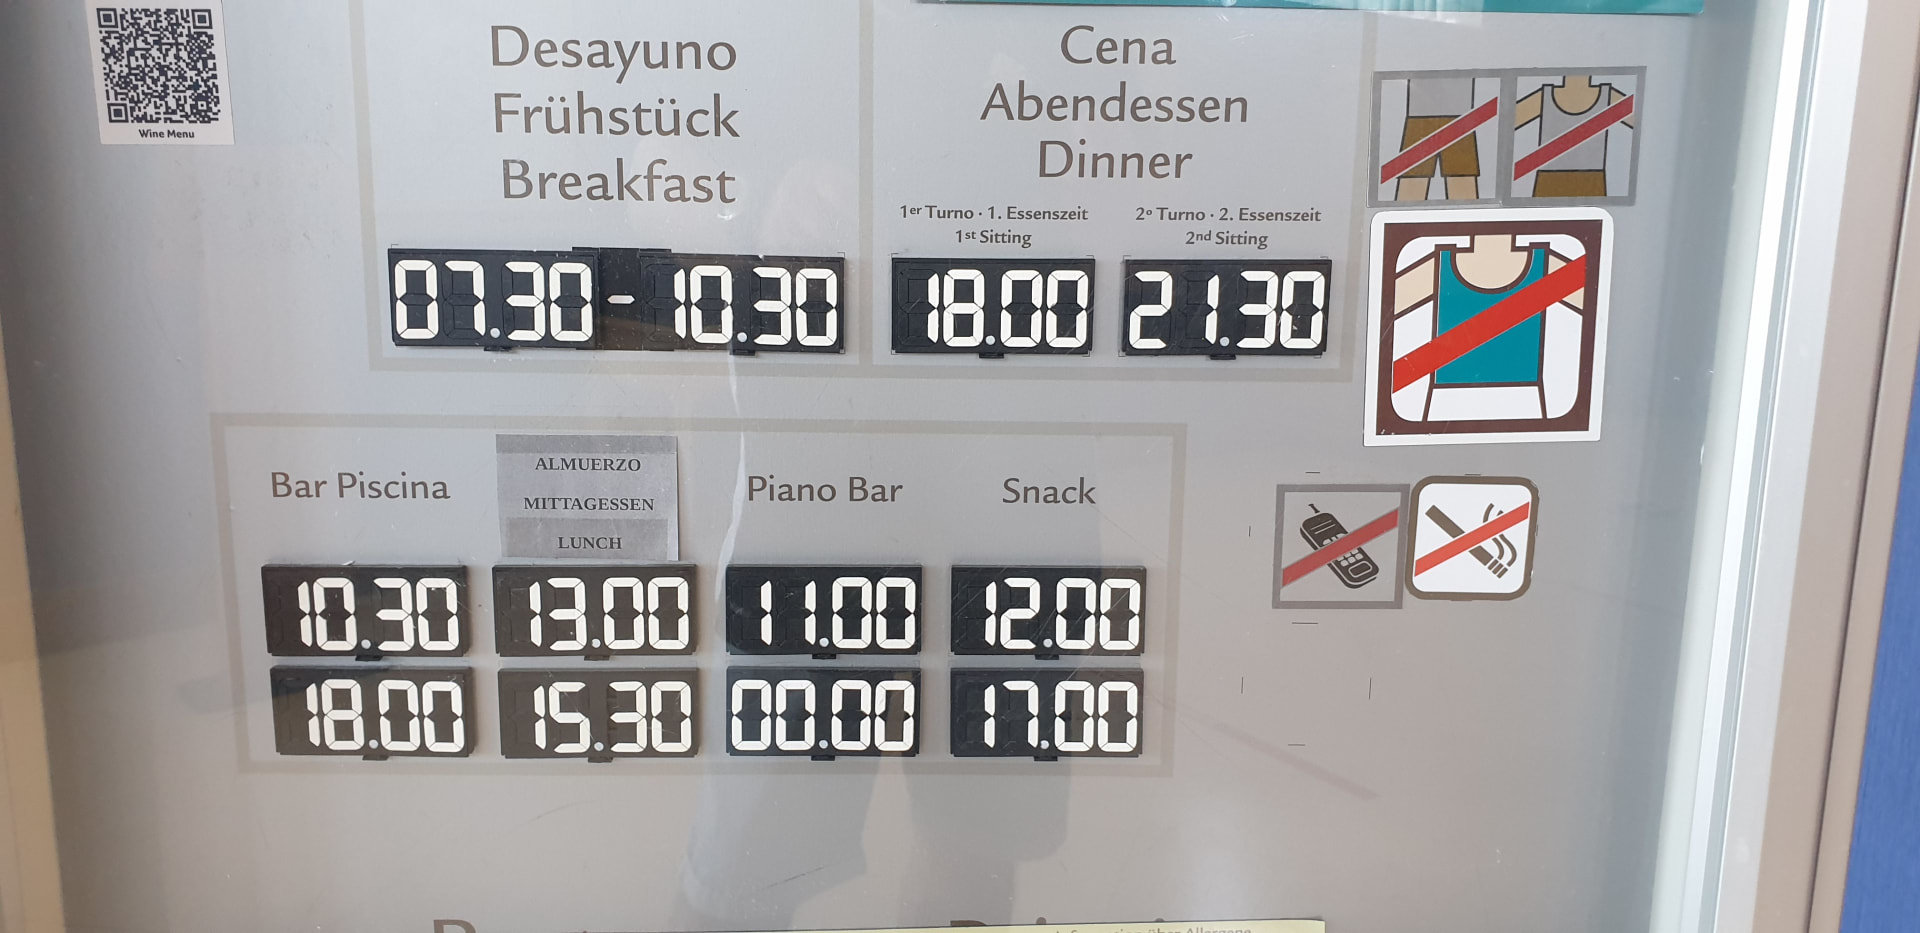 Wine Menu
Desayuno
Frühstück
Breakfast
07.30 - 10.30
Cena
Abendessen
Dinner
1er Turno · 1. Essenszeit
1st Sitting
2º Turno · 2. Essenszeit
2nd Sitting
18.00
21.30
Bar Piscina
10.30
18.00
ALMUERZO
MITTAGESSEN
LUNCH
13.00
15.30
Piano Bar
11.00
00.00
Snack
12.00
17.00
über Allergene